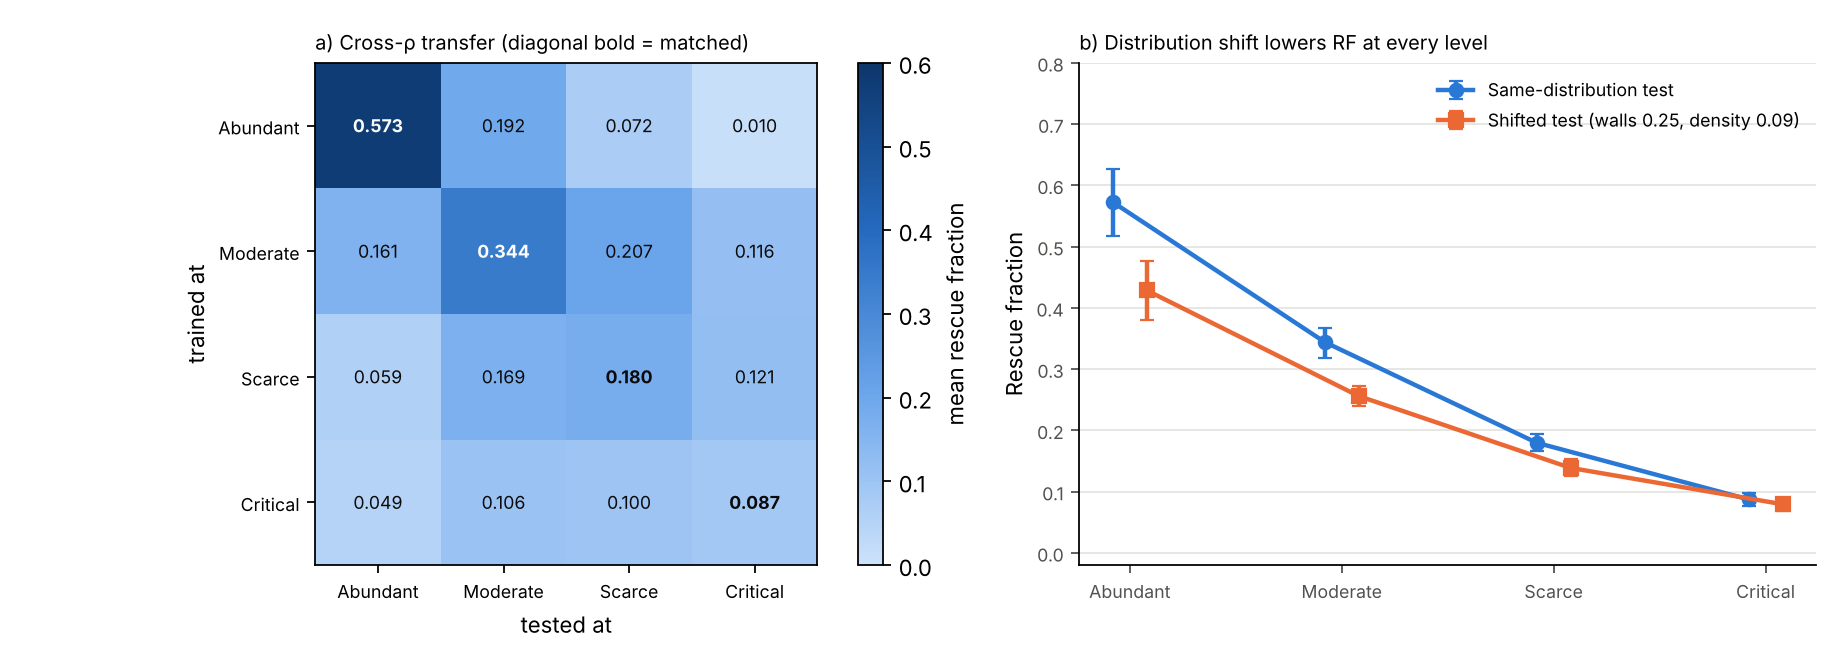 a) Cross-ρ transfer (diagonal bold = matched)
trained at
Abundant 0.573 0.192 0.072 0.010
Moderate 0.161 0.344 0.207 0.116
Scarce 0.059 0.169 0.180 0.121
Critical 0.049 0.106 0.100 0.087
Abundant Moderate Scarce Critical
tested at
0.6
0.5
0.4
0.3
0.2
0.1
0.0
mean rescue fraction
b) Distribution shift lowers RF at every level
Same-distribution test
Shifted test (walls 0.25, density 0.09)
Rescue fraction
0.8
0.7
0.6
0.5
0.4
0.3
0.2
0.1
0.0
Abundant Moderate Scarce Critical